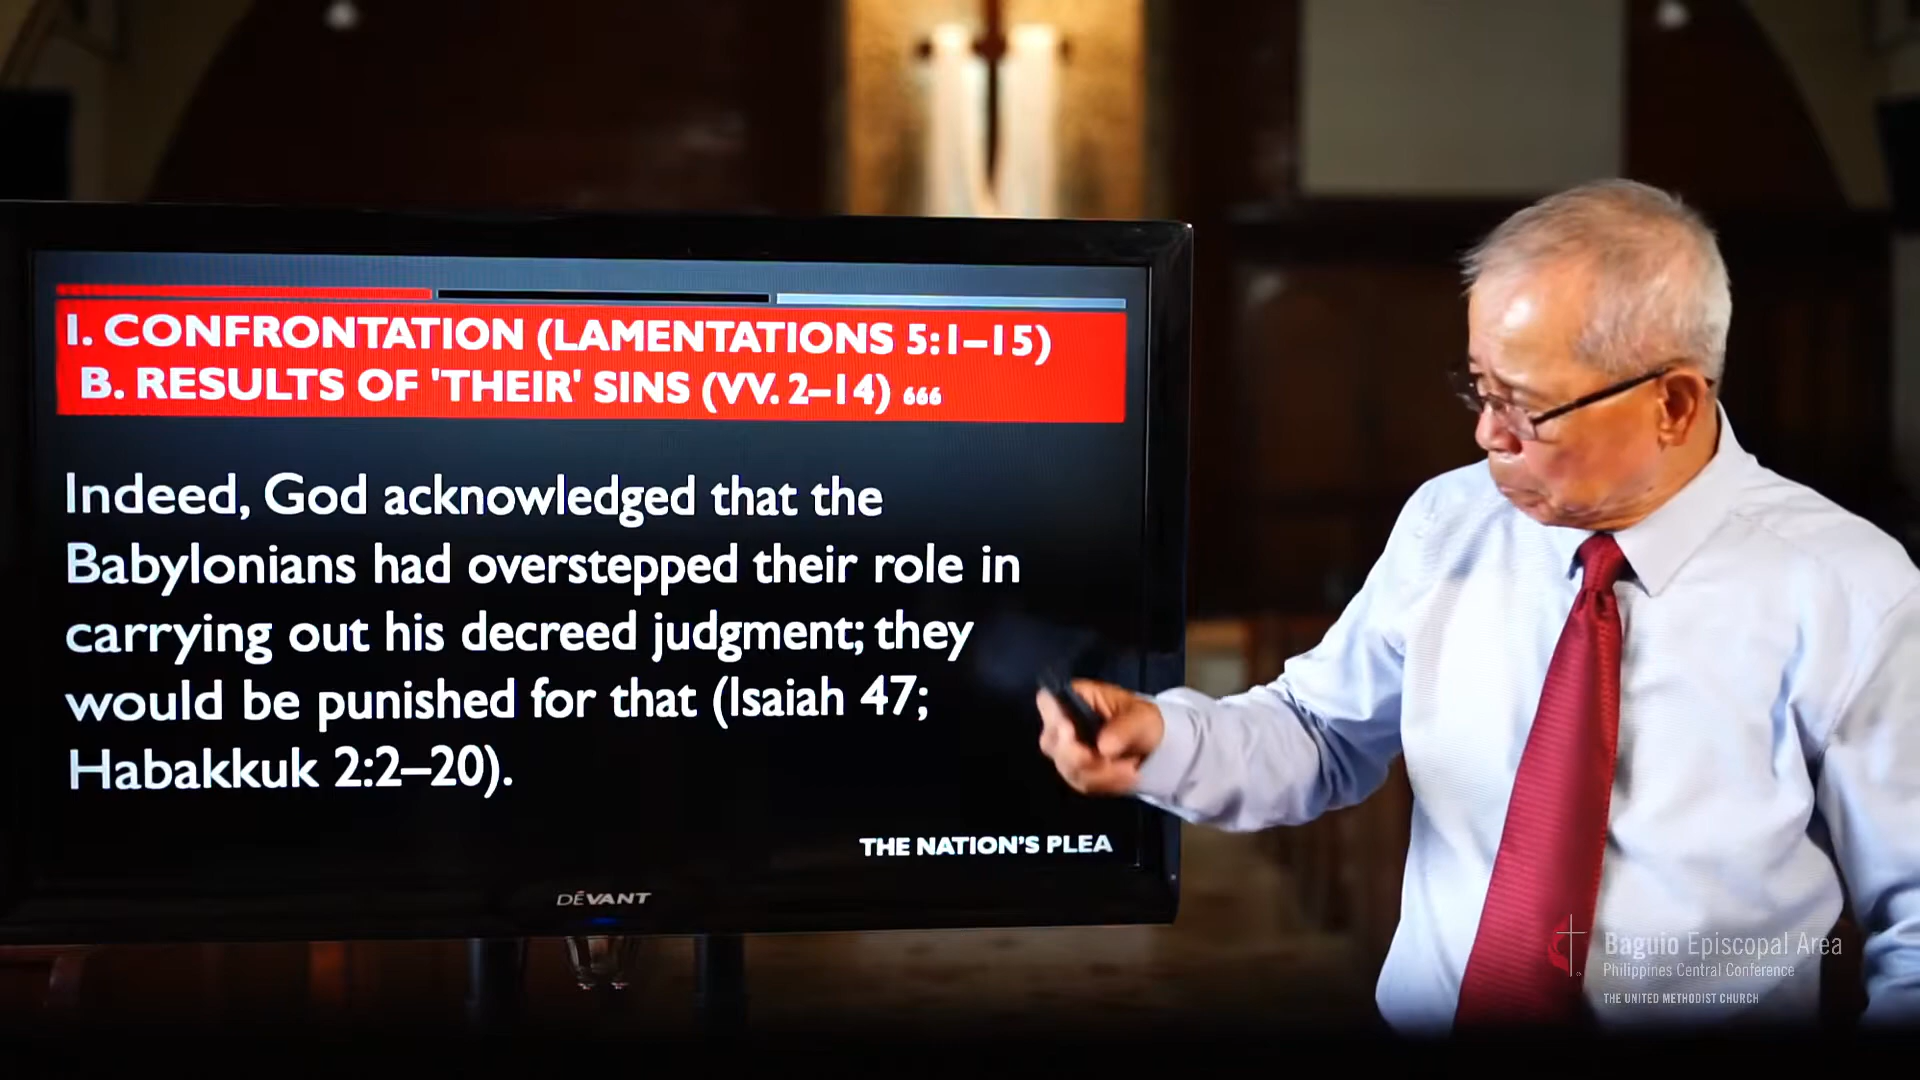 I. CONFRONTATION (LAMENTATIONS 5:1–15)
B. RESULTS OF 'THEIR' SINS (VV. 2–14) 666
Indeed, God acknowledged that the
Babylonians had overstepped their role in
carrying out his decreed judgment; they
would be punished for that (Isaiah 47;
Habakkuk 2:2–20).
THE NATION'S PLEA
DĒVANT
Baguio Episcopal Area
Philippines Central Conference
THE UNITED METHODIST CHURCH